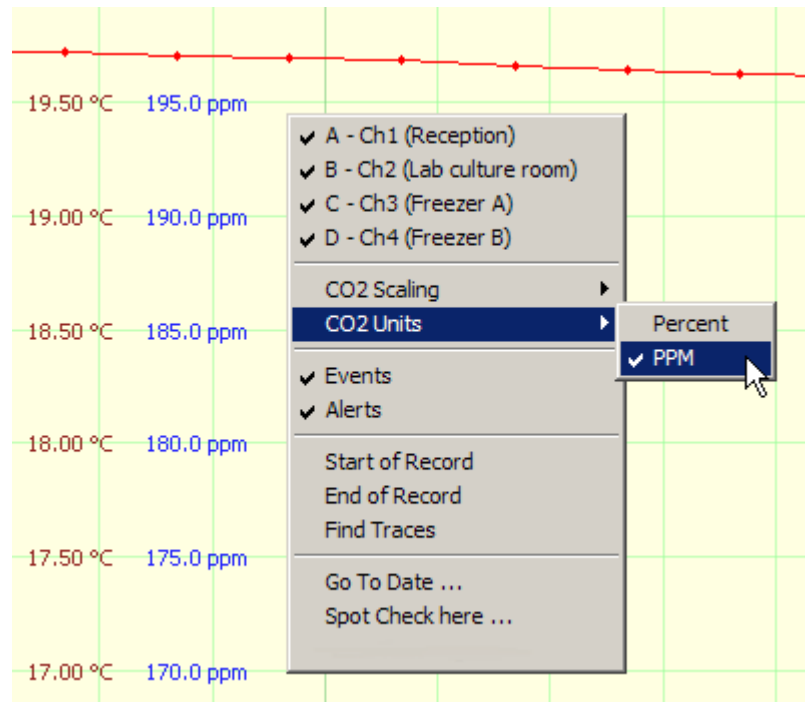 19.50 °C 195.0 ppm
A - Ch1 (Reception)
B - Ch2 (Lab culture room)
C - Ch3 (Freezer A)
19.00 °C 190.0 ppm
D - Ch4 (Freezer B)
CO2 Scaling
18.50 °C 185.0 ppm
CO2 Units
Percent
PPM
Events
Alerts
18.00 °C 180.0 ppm
Start of Record
End of Record
Find Traces
17.50 °C 175.0 ppm
Go To Date ...
Spot Check here ...
17.00 °C 170.0 ppm